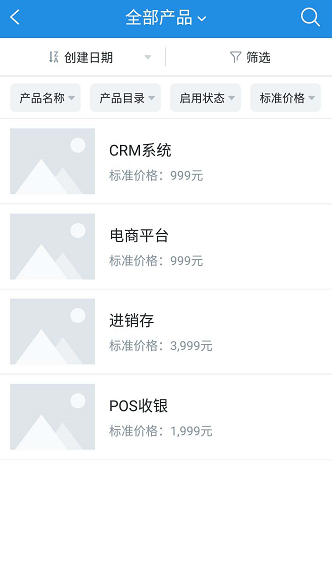 全部产品
创建日期
筛选
产品名称
产品目录
启用状态
标准价格
CRM系统
标准价格：999元
电商平台
标准价格：999元
进销存
标准价格：3,999元
POS收银
标准价格：1,999元